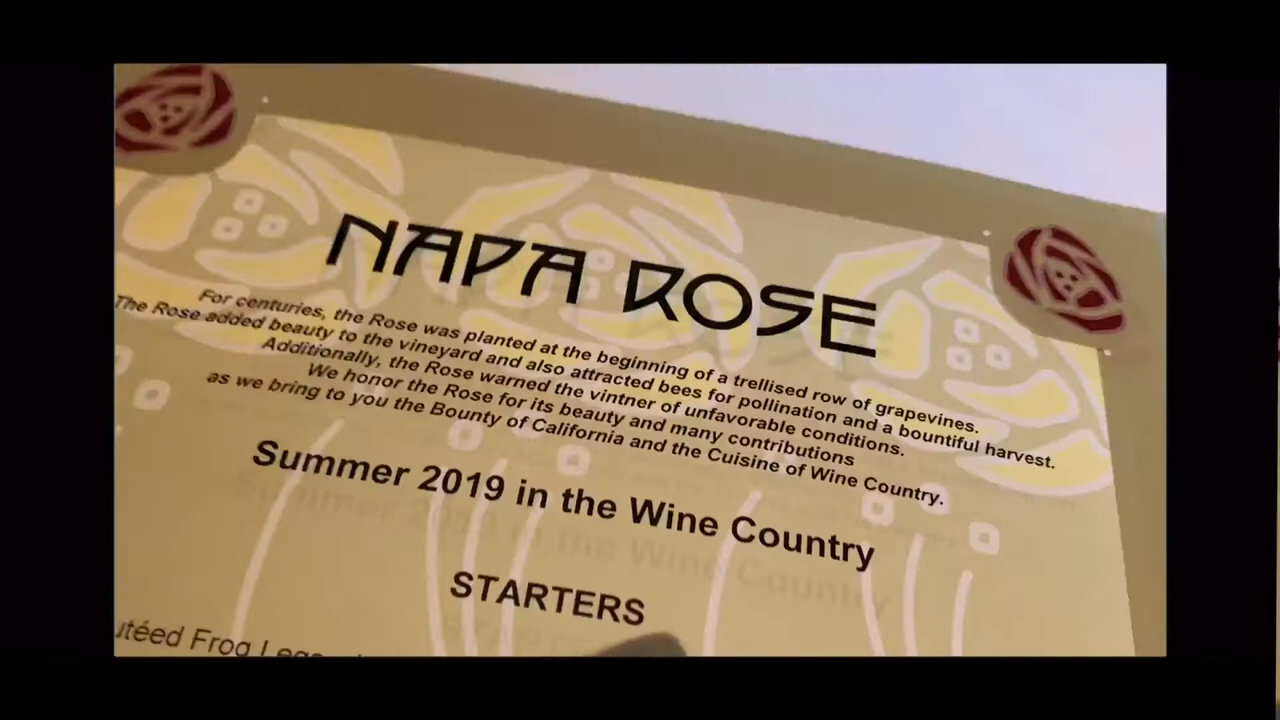 NAPA ROSE
For centuries, the Rose was planted at the beginning of a trellised row of grapevines.
The Rose added beauty to the vineyard and also attracted bees for pollination and a bountiful harvest.
Additionally, the Rose warned the vintner of unfavorable conditions.
We honor the Rose for its beauty and many contributions
as we bring to you the Bounty of California and the Cuisine of Wine Country.
Summer 2019 in the Wine Country
STARTERS
utéed Frog Legs